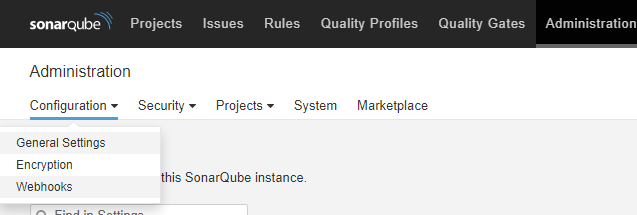 sonarqube Projects Issues Rules Quality Profiles Quality Gates Administration
Administration
Configuration Security Projects System Marketplace
General Settings
Encryption
this SonarQube instance.
Webhooks
Find in Settings